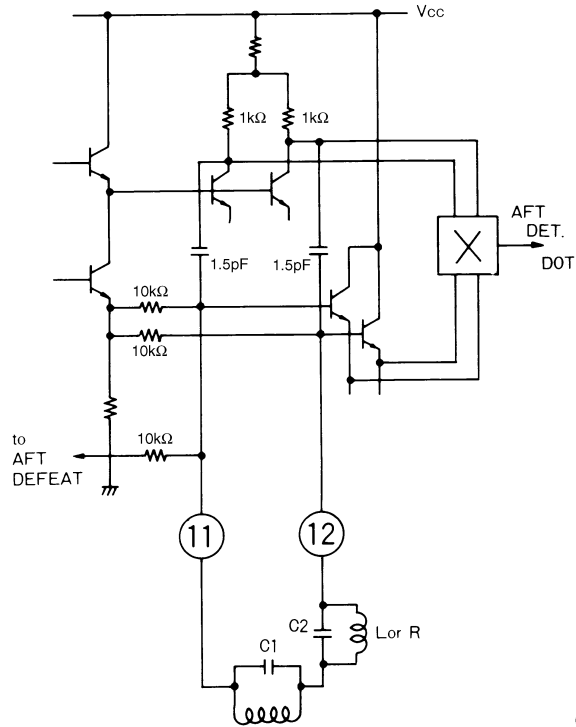 Vcc
1kΩ 1kΩ
AFT
DET.
DOT
1.5pF 1.5pF
10kΩ
10kΩ
10kΩ
to
AFT
DEFEAT
11 12
C2 L or R
C1